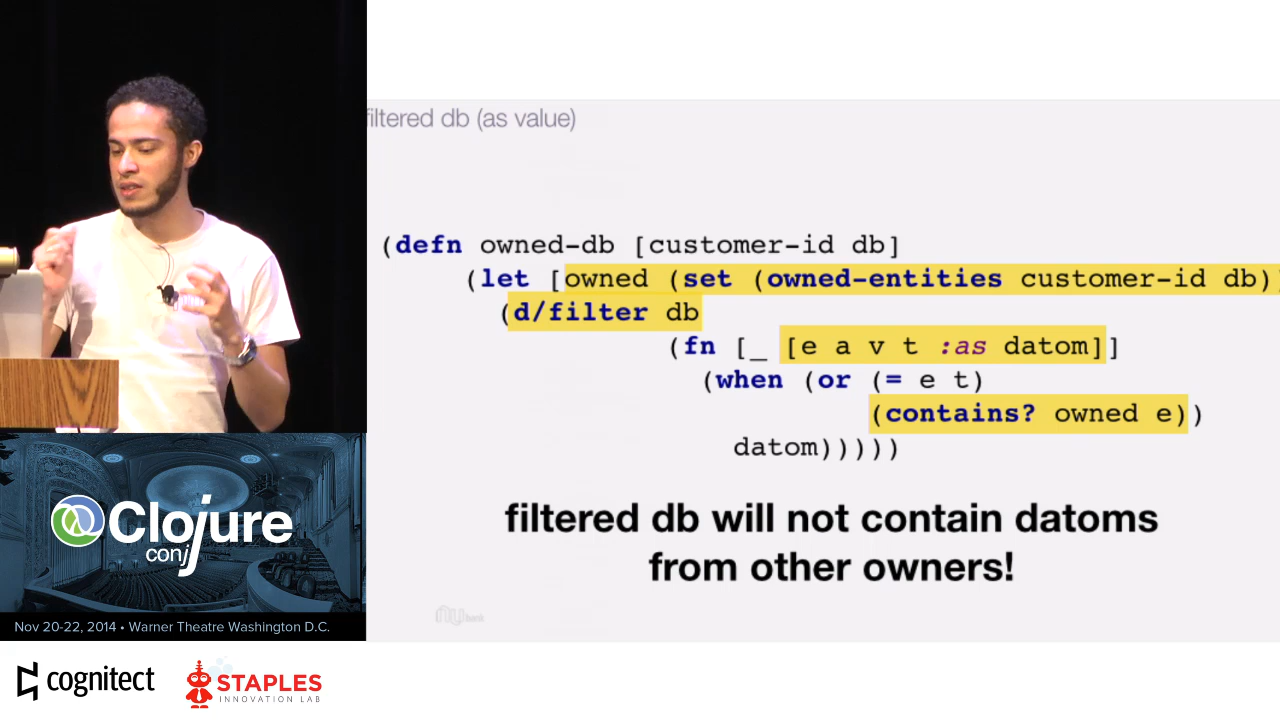 filtered db (as value)
(defn owned-db [customer-id db]
(let [owned (set (owned-entities customer-id db)]
(d/filter db
(fn [_ [e a v t :as datom]]
(when (or (= e t)
(contains? owned e))
datom)))))
filtered db will not contain datoms
from other owners!
nu bank
Clojure
conj
Nov 20-22, 2014 • Warner Theatre Washington D.C.
cognitect
STAPLES
INNOVATION LAB